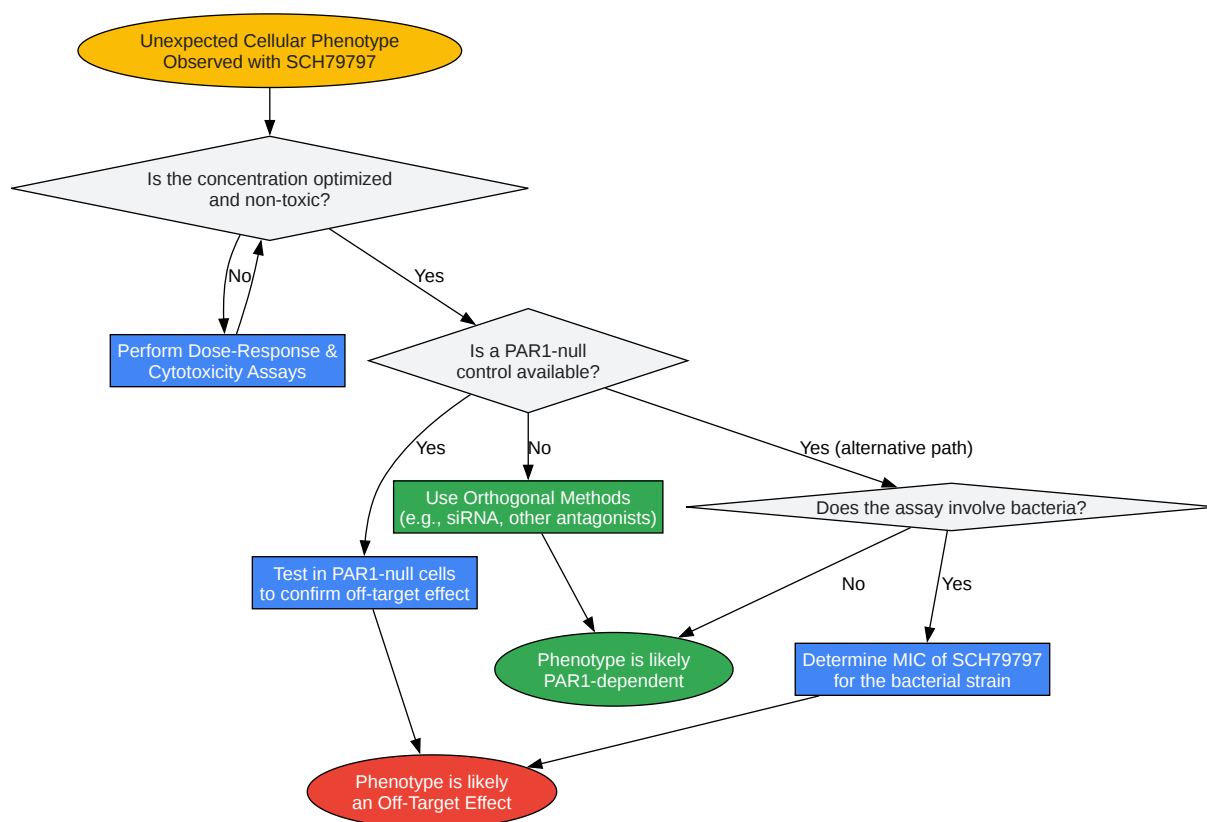 Unexpected Cellular Phenotype
Observed with SCH79797
Is the concentration optimized
and non-toxic?
No
Yes
Perform Dose-Response &
Cytotoxicity Assays
Is a PAR1-null
control available?
Yes
No
Yes (alternative path)
Use Orthogonal Methods
(e.g., siRNA, other antagonists)
Does the assay involve bacteria?
Test in PAR1-null cells
to confirm off-target effect
No
Yes
Phenotype is likely
PAR1-dependent
Determine MIC of SCH79797
for the bacterial strain
Phenotype is likely
an Off-Target Effect